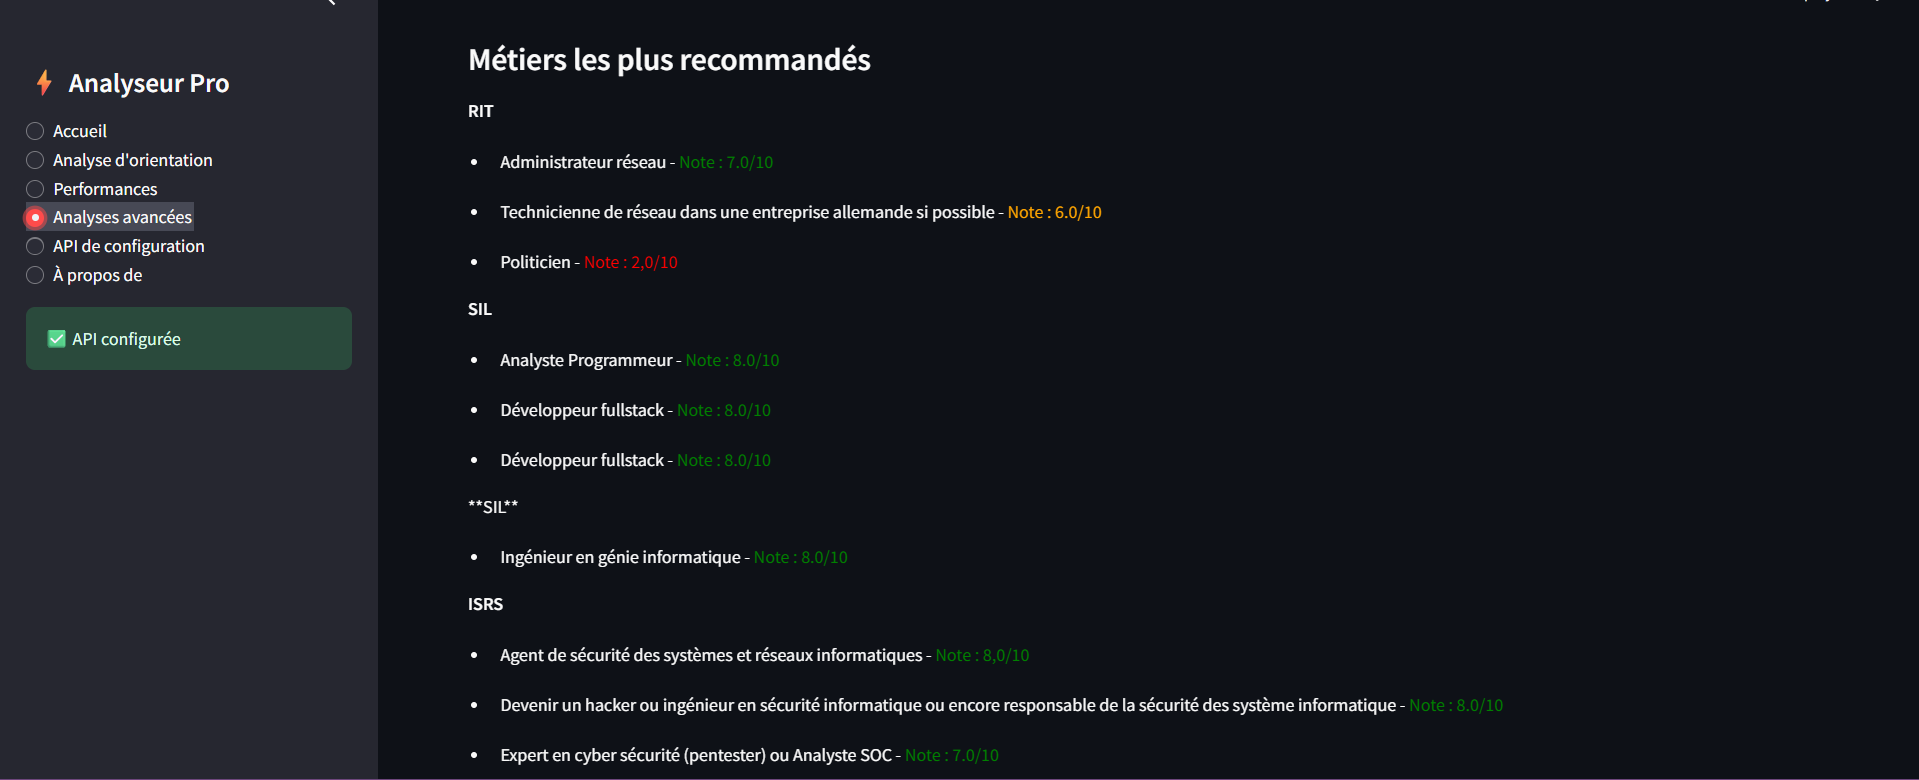 Analyseur Pro
Accueil
Analyse d'orientation
Performances
Analyses avancées
API de configuration
À propos de
API configurée
Métiers les plus recommandés
RIT
Administrateur réseau - Note : 7.0/10
Technicienne de réseau dans une entreprise allemande si possible - Note : 6.0/10
Politicien - Note : 2,0/10
SIL
Analyste Programmeur - Note : 8.0/10
Développeur fullstack - Note : 8.0/10
Développeur fullstack - Note : 8.0/10
**SIL**
Ingénieur en génie informatique - Note : 8.0/10
ISRS
Agent de sécurité des systèmes et réseaux informatiques - Note : 8,0/10
Devenir un hacker ou ingénieur en sécurité informatique ou encore responsable de la sécurité des système informatique - Note : 8.0/10
Expert en cyber sécurité (pentester) ou Analyste SOC - Note : 7.0/10